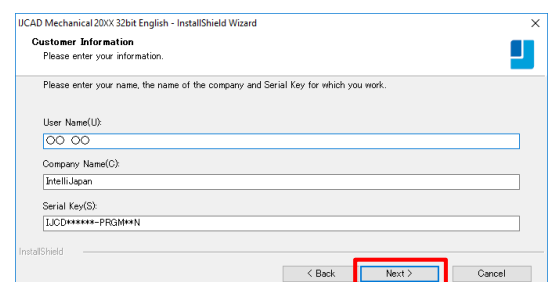 IJCAD Mechanical 20XX 32bit English - InstallShield Wizard
Customer Information
Please enter your information.
Please enter your name, the name of the company and Serial Key for which you work.
User Name(U):
○○ ○○
Company Name(C):
IntelliJapan
Serial Key(S):
IJCD******-PRGM**N
InstallShield
< Back Next > Cancel